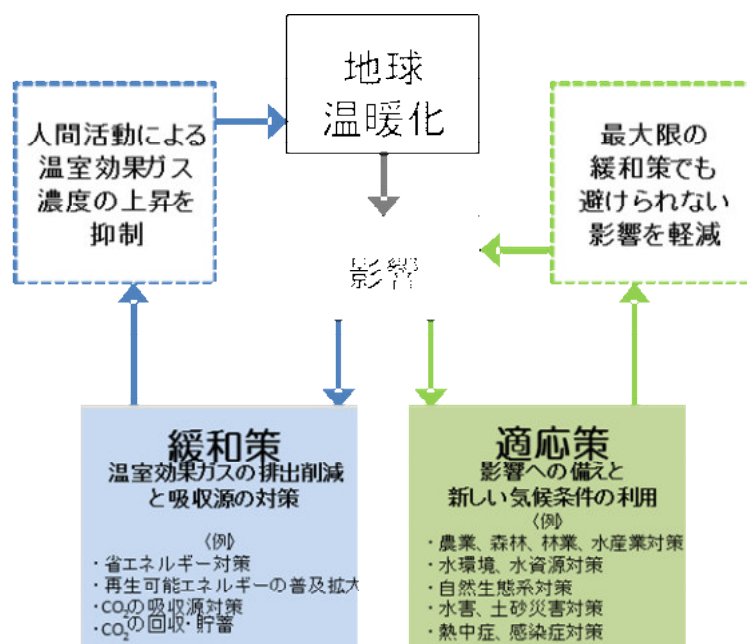 地球
温暖化
人間活動による
温室効果ガス
濃度の上昇を
抑制
最大限の
緩和策でも
避けられない
影響を軽減
影響
緩和策
温室効果ガスの排出削減
と吸収源の対策
〈例〉
・省エネルギー対策
・再生可能エネルギーの普及拡大
・CO₂の吸収源対策
・CO₂の回収・貯蓄
適応策
影響への備えと
新しい気候条件の利用
〈例〉
・農業、森林、林業、水産業対策
・水環境、水資源対策
・自然生態系対策
・水害、土砂災害対策
・熱中症、感染症対策